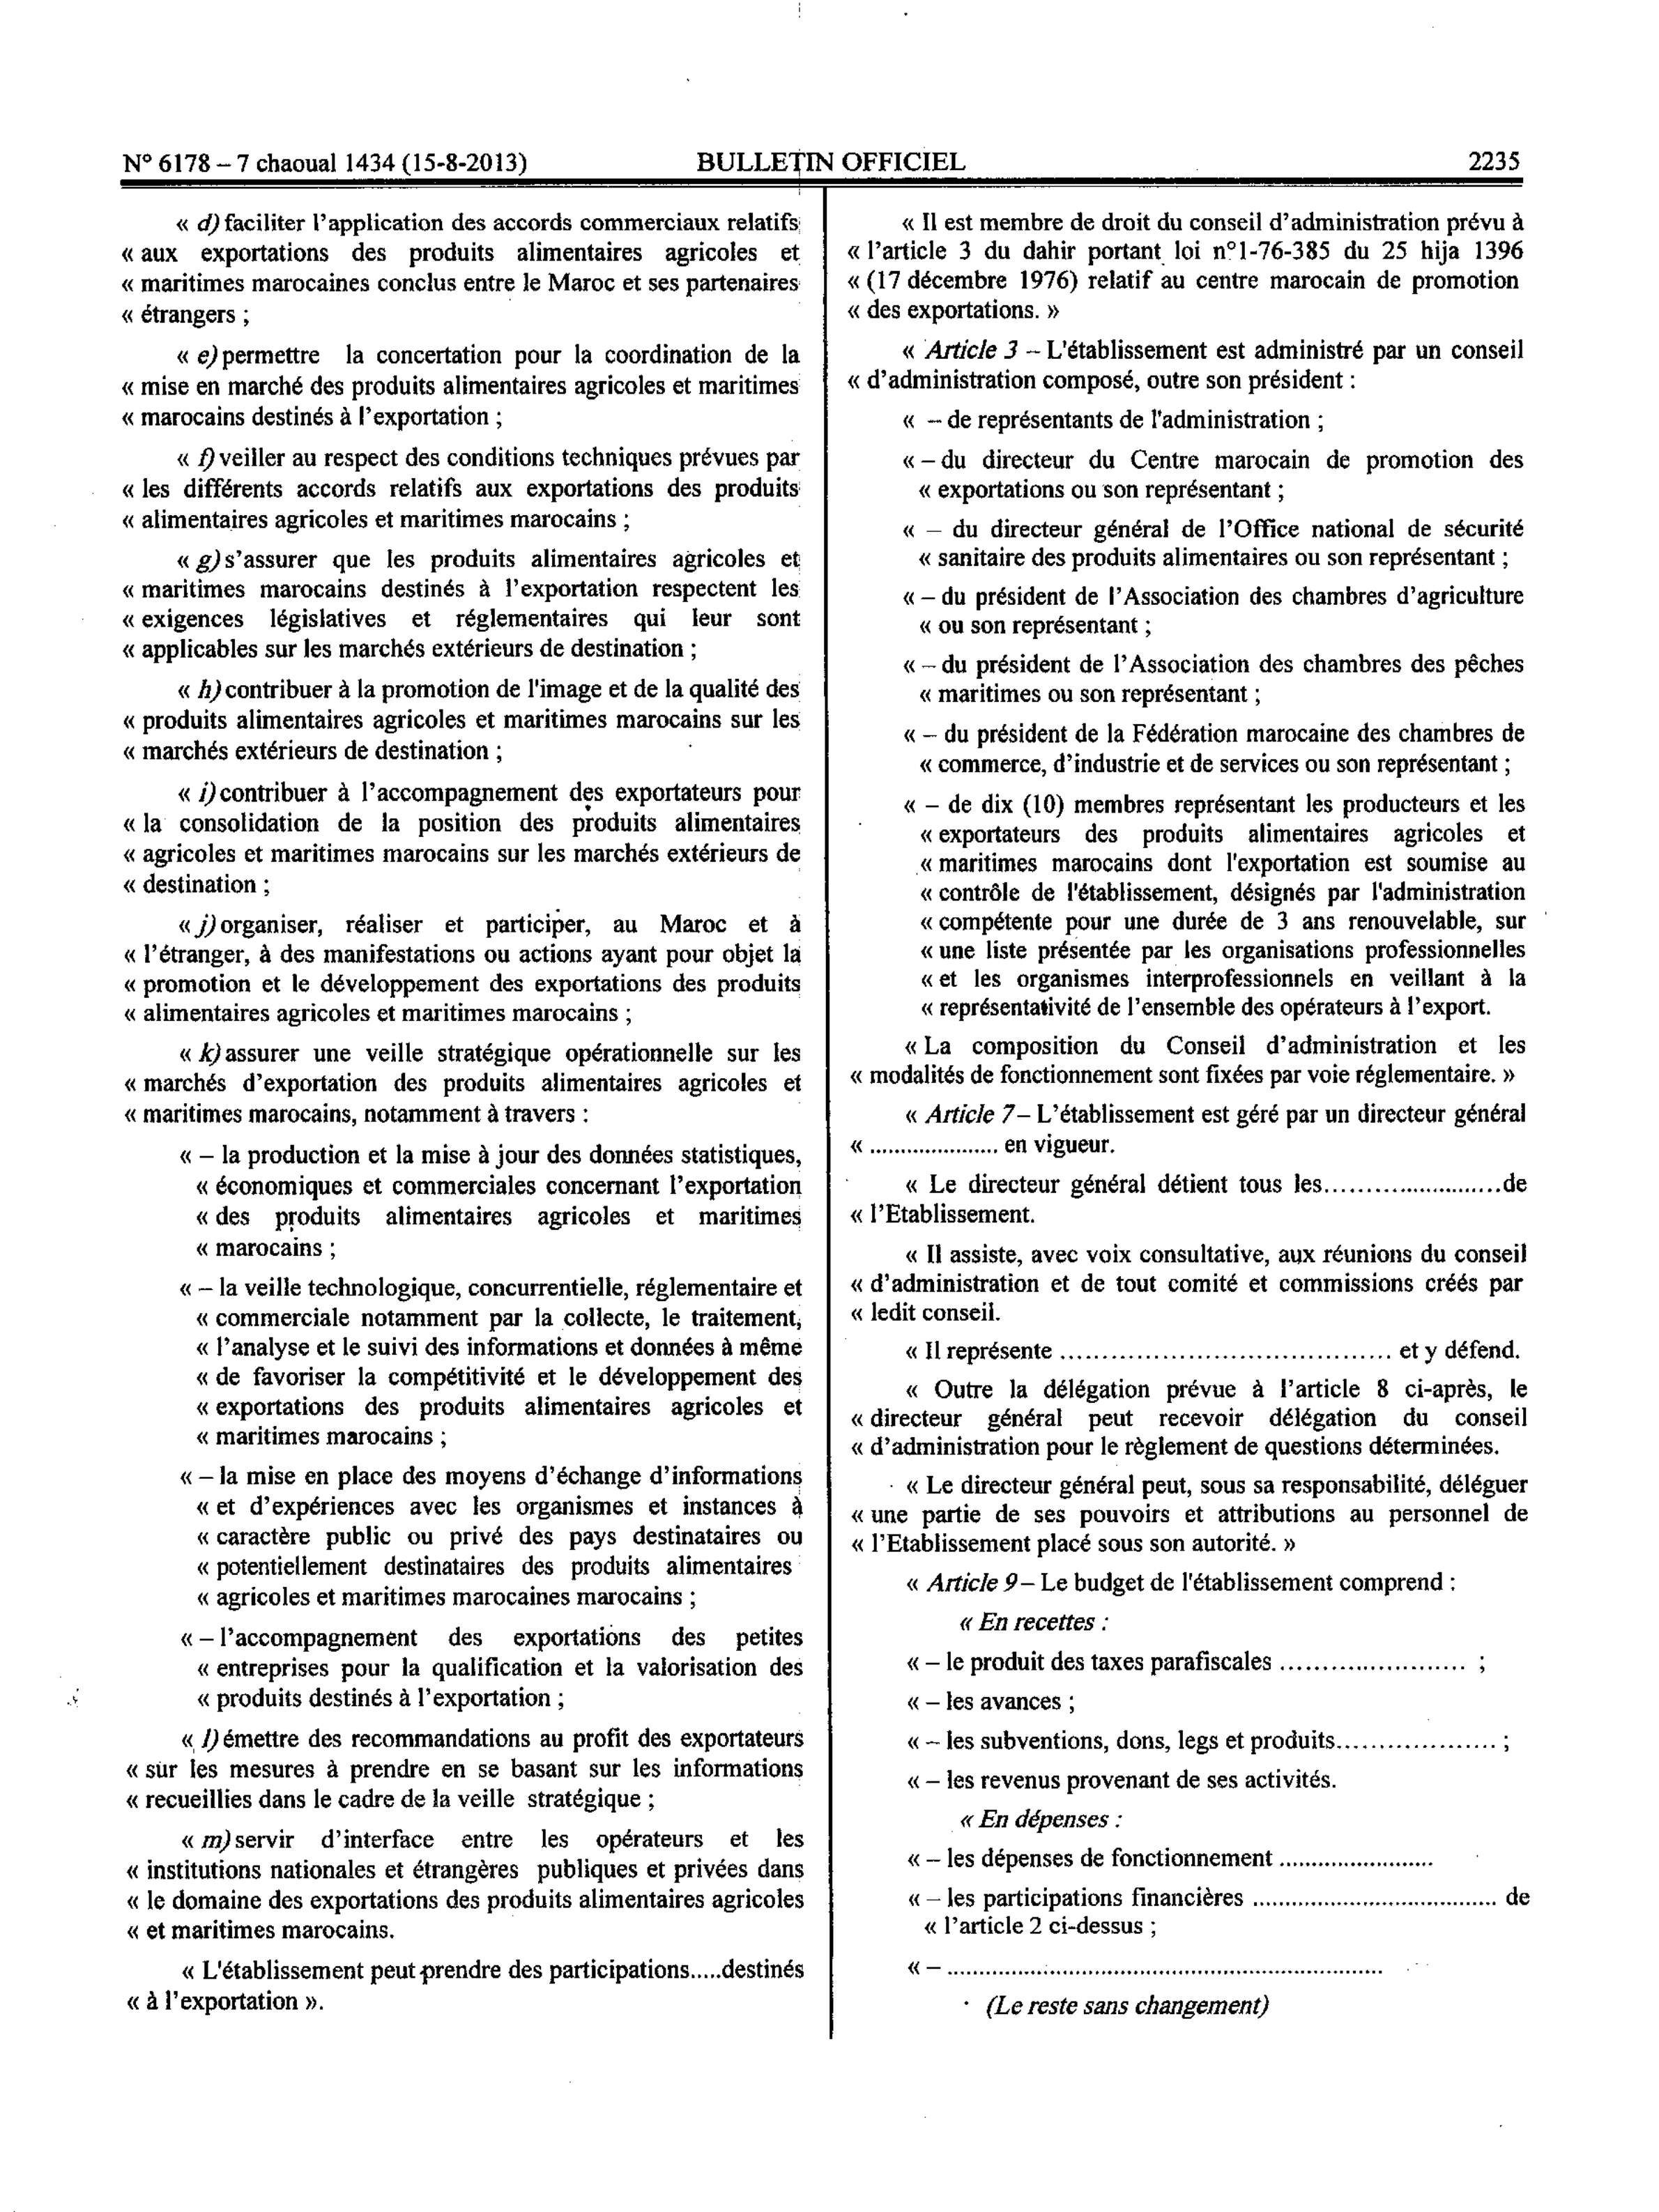 N° 6178 – 7 chaoual 1434 (15-8-2013)
BULLETIN OFFICIEL
2235
« d) faciliter l'application des accords commerciaux relatifs
« aux exportations des produits alimentaires agricoles et
« maritimes marocaines conclus entre le Maroc et ses partenaires
« étrangers ;
« e) permettre la concertation pour la coordination de la
« mise en marché des produits alimentaires agricoles et maritimes
« marocains destinés à l'exportation ;
« f) veiller au respect des conditions techniques prévues par
« les différents accords relatifs aux exportations des produits
« alimentaires agricoles et maritimes marocains ;
« g) s'assurer que les produits alimentaires agricoles et
« maritimes marocains destinés à l'exportation respectent les
« exigences législatives et réglementaires qui leur sont
« applicables sur les marchés extérieurs de destination ;
« h) contribuer à la promotion de l'image et de la qualité des
« produits alimentaires agricoles et maritimes marocains sur les
« marchés extérieurs de destination ;
« i) contribuer à l'accompagnement des exportateurs pour
« la consolidation de la position des produits alimentaires
« agricoles et maritimes marocains sur les marchés extérieurs de
« destination ;
« j) organiser, réaliser et participer, au Maroc et à
« l'étranger, à des manifestations ou actions ayant pour objet la
« promotion et le développement des exportations des produits
« alimentaires agricoles et maritimes marocains ;
« k) assurer une veille stratégique opérationnelle sur les
« marchés d'exportation des produits alimentaires agricoles et
« maritimes marocains, notamment à travers :
« – la production et la mise à jour des données statistiques,
« économiques et commerciales concernant l'exportation
« des produits alimentaires agricoles et maritimes
« marocains ;
« – la veille technologique, concurrentielle, réglementaire et
« commerciale notamment par la collecte, le traitement,
« l'analyse et le suivi des informations et données à même
« de favoriser la compétitivité et le développement des
« exportations des produits alimentaires agricoles et
« maritimes marocains ;
« – la mise en place des moyens d'échange d'informations
« et d'expériences avec les organismes et instances à
« caractère public ou privé des pays destinataires ou
« potentiellement destinataires des produits alimentaires
« agricoles et maritimes marocaines marocains ;
« – l'accompagnement des exportations des petites
« entreprises pour la qualification et la valorisation des
« produits destinés à l'exportation ;
« l) émettre des recommandations au profit des exportateurs
« sur les mesures à prendre en se basant sur les informations
« recueillies dans le cadre de la veille stratégique ;
« m) servir d'interface entre les opérateurs et les
« institutions nationales et étrangères publiques et privées dans
« le domaine des exportations des produits alimentaires agricoles
« et maritimes marocains.
« L'établissement peut prendre des participations.....destinés
« à l'exportation ».
« Il est membre de droit du conseil d'administration prévu à
« l'article 3 du dahir portant loi n°1-76-385 du 25 hija 1396
« (17 décembre 1976) relatif au centre marocain de promotion
« des exportations. »
« Article 3 – L'établissement est administré par un conseil
« d'administration composé, outre son président :
« – de représentants de l'administration ;
« – du directeur du Centre marocain de promotion des
« exportations ou son représentant ;
« – du directeur général de l'Office national de sécurité
« sanitaire des produits alimentaires ou son représentant ;
« – du président de l'Association des chambres d'agriculture
« ou son représentant ;
« – du président de l'Association des chambres des pêches
« maritimes ou son représentant ;
« – du président de la Fédération marocaine des chambres de
« commerce, d'industrie et de services ou son représentant ;
« – de dix (10) membres représentant les producteurs et les
« exportateurs des produits alimentaires agricoles et
« maritimes marocains dont l'exportation est soumise au
« contrôle de l'établissement, désignés par l'administration
« compétente pour une durée de 3 ans renouvelable, sur
« une liste présentée par les organisations professionnelles
« et les organismes interprofessionnels en veillant à la
« représentativité de l'ensemble des opérateurs à l'export.
« La composition du Conseil d'administration et les
« modalités de fonctionnement sont fixées par voie réglementaire. »
« Article 7– L'établissement est géré par un directeur général
« ..................... en vigueur.
« Le directeur général détient tous les........................de
« l'Etablissement.
« Il assiste, avec voix consultative, aux réunions du conseil
« d'administration et de tout comité et commissions créés par
« ledit conseil.
« Il représente ........................................ et y défend.
« Outre la délégation prévue à l'article 8 ci-après, le
« directeur général peut recevoir délégation du conseil
« d'administration pour le règlement de questions déterminées.
« Le directeur général peut, sous sa responsabilité, déléguer
« une partie de ses pouvoirs et attributions au personnel de
« l'Etablissement placé sous son autorité. »
« Article 9– Le budget de l'établissement comprend :
« En recettes :
« – le produit des taxes parafiscales ...................... ;
« – les avances ;
« – les subventions, dons, legs et produits................... ;
« – les revenus provenant de ses activités.
« En dépenses :
« – les dépenses de fonctionnement ........................
« – les participations financières ...................................... de
« l'article 2 ci-dessus ;
« – ....................................................................
(Le reste sans changement)